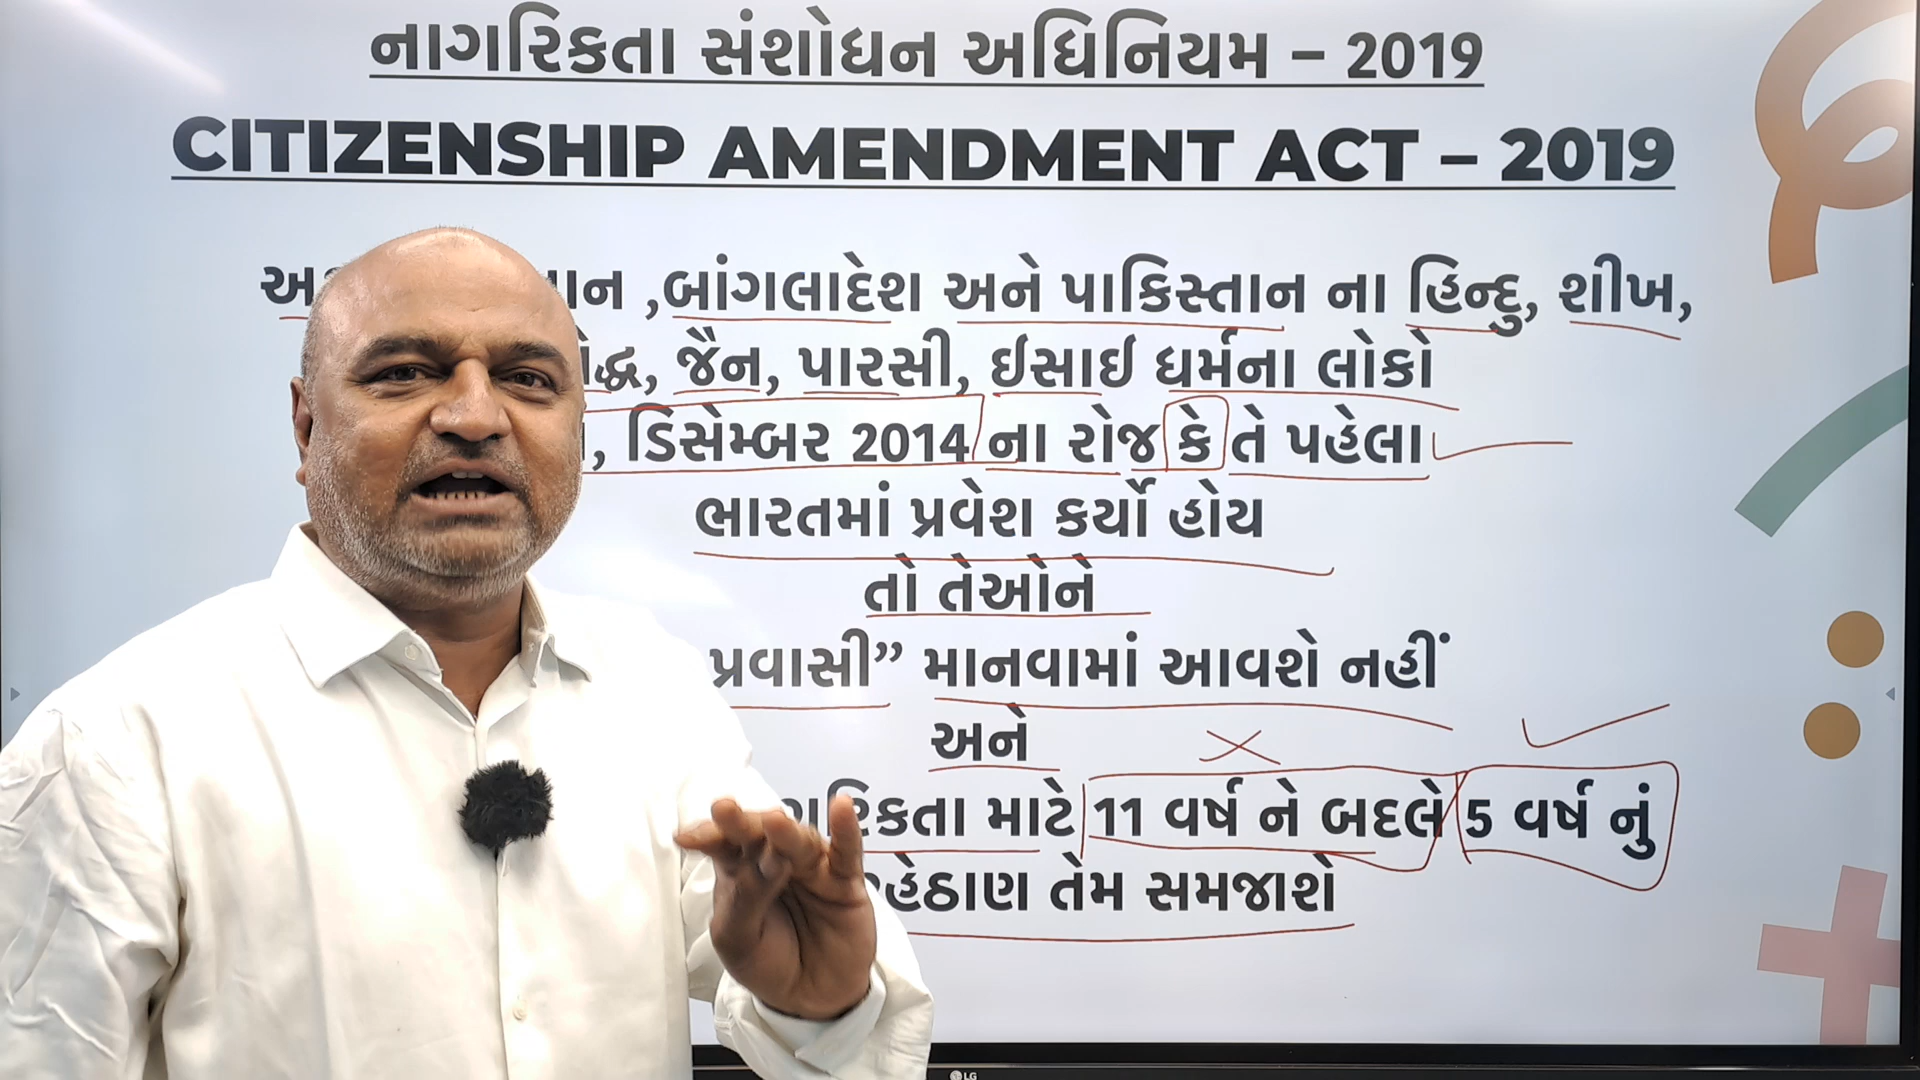 નાગરિકતા સંશોધન અધિનિયમ – 2019
CITIZENSHIP AMENDMENT ACT – 2019
,બાંગલાદેશ અને પાકિસ્તાન ના હિન્દુ, શીખ,
જૈન, પારસી, ઈસાઈ ધર્મના લોકો
ડિસેમ્બર 2014 ના રોજ કે તે પહેલા
ભારતમાં પ્રવેશ કર્યો હોય
તો તેઓને
પ્રવાસી” માનવામાં આવશે નહીં
અને
માટે 11 વર્ષ ને બદલે 5 વર્ષ નું
તેમ સમજાશે
LG